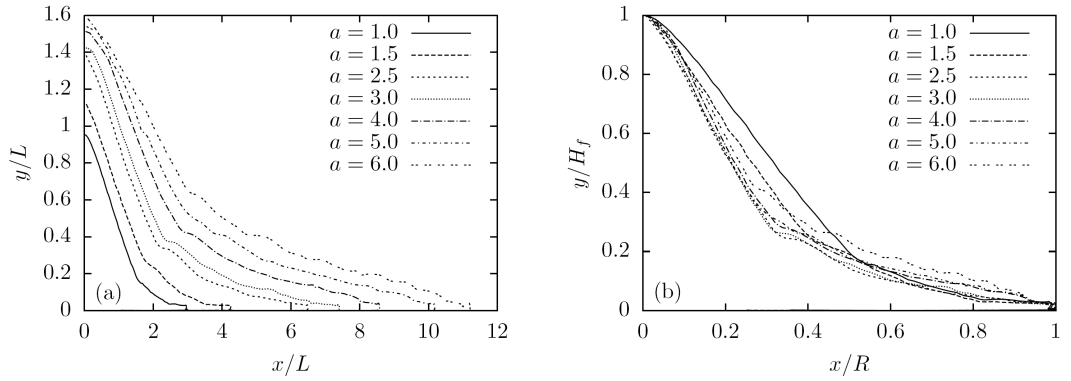 1.6
1.4
1.2
1
0.8
0.6
0.4
0.2
0
y/L
a = 1.0
a = 1.5
a = 2.5
a = 3.0
a = 4.0
a = 5.0
a = 6.0
(a)
0 2 4 6 8 10 12
x/L
1
0.8
0.6
0.4
0.2
0
y/H_f
a = 1.0
a = 1.5
a = 2.5
a = 3.0
a = 4.0
a = 5.0
a = 6.0
(b)
0 0.2 0.4 0.6 0.8 1
x/R